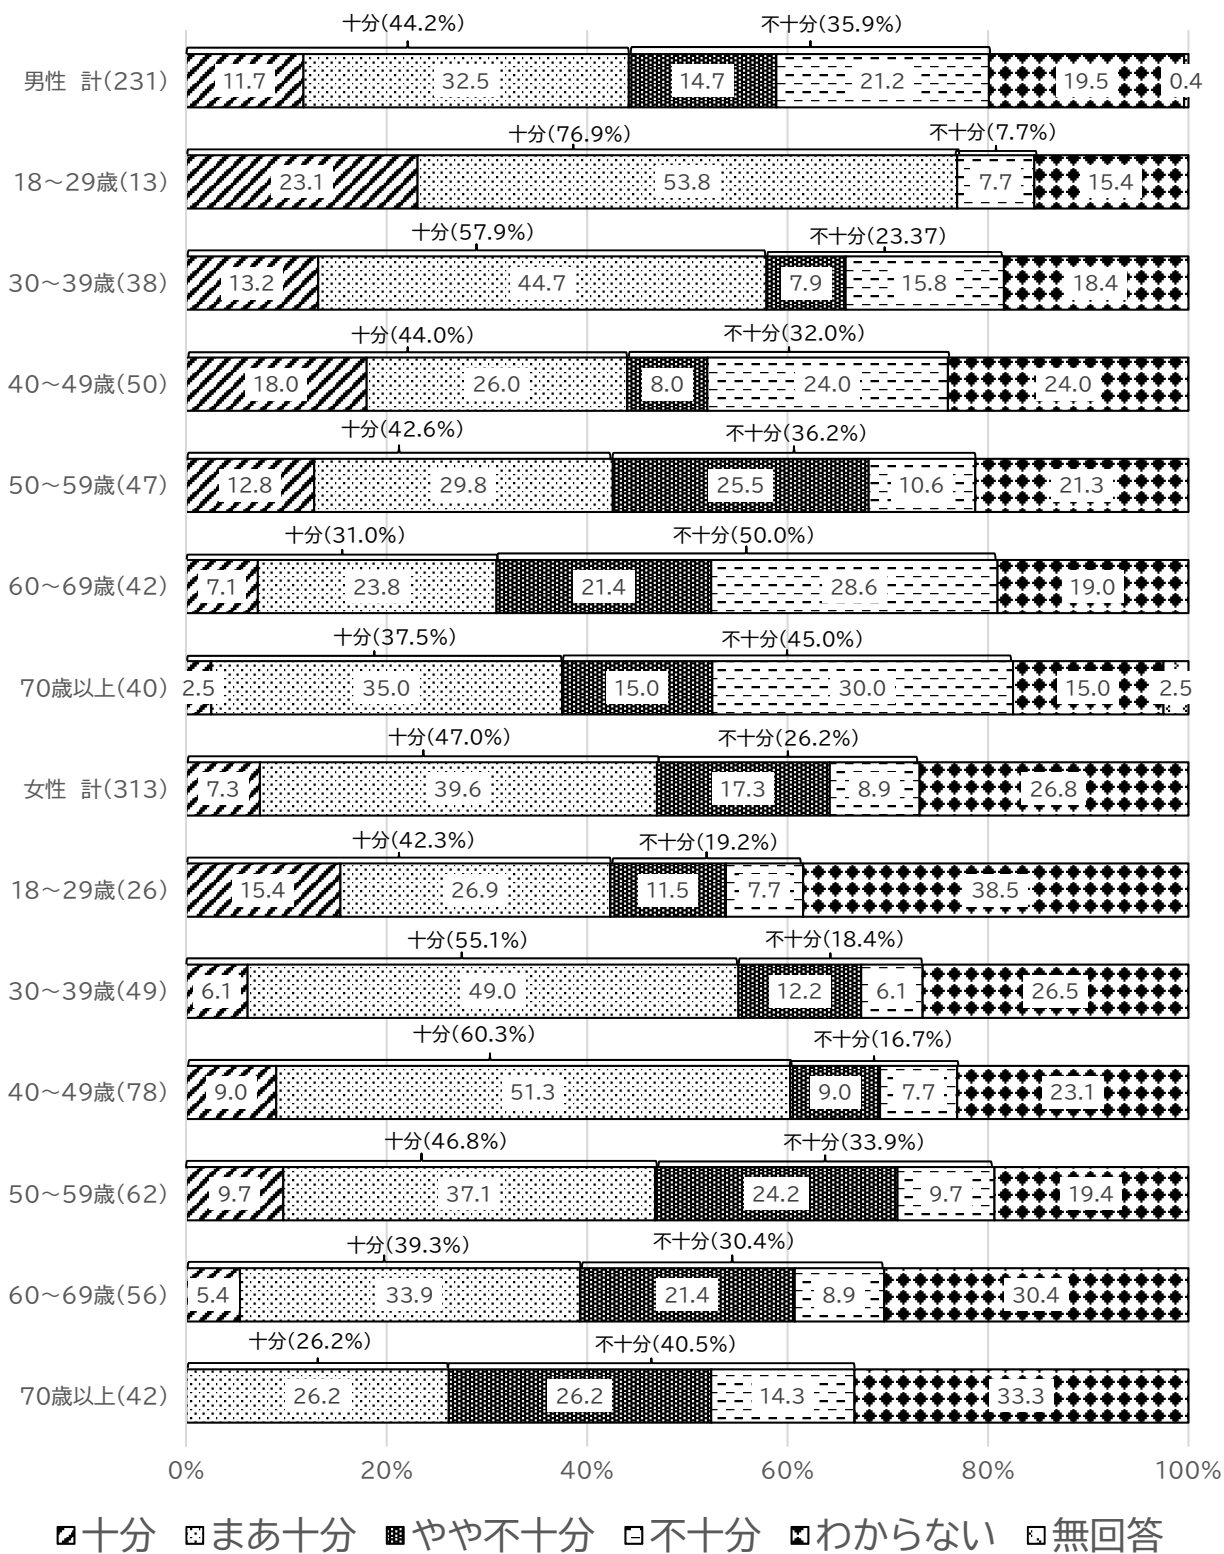 十分(44.2%) 不十分(35.9%)
男性 計(231) 11.7 32.5 14.7 21.2 19.5 0.4
十分(76.9%) 不十分(7.7%)
18～29歳(13) 23.1 53.8 7.7 15.4
十分(57.9%) 不十分(23.37)
30～39歳(38) 13.2 44.7 7.9 15.8 18.4
十分(44.0%) 不十分(32.0%)
40～49歳(50) 18.0 26.0 8.0 24.0 24.0
十分(42.6%) 不十分(36.2%)
50～59歳(47) 12.8 29.8 25.5 10.6 21.3
十分(31.0%) 不十分(50.0%)
60～69歳(42) 7.1 23.8 21.4 28.6 19.0
十分(37.5%) 不十分(45.0%)
70歳以上(40) 2.5 35.0 15.0 30.0 15.0 2.5
十分(47.0%) 不十分(26.2%)
女性 計(313) 7.3 39.6 17.3 8.9 26.8
十分(42.3%) 不十分(19.2%)
18～29歳(26) 15.4 26.9 11.5 7.7 38.5
十分(55.1%) 不十分(18.4%)
30～39歳(49) 6.1 49.0 12.2 6.1 26.5
十分(60.3%) 不十分(16.7%)
40～49歳(78) 9.0 51.3 9.0 7.7 23.1
十分(46.8%) 不十分(33.9%)
50～59歳(62) 9.7 37.1 24.2 9.7 19.4
十分(39.3%) 不十分(30.4%)
60～69歳(56) 5.4 33.9 21.4 8.9 30.4
十分(26.2%) 不十分(40.5%)
70歳以上(42) 26.2 26.2 14.3 33.3
0% 20% 40% 60% 80% 100%
十分 まあ十分 やや不十分 不十分 わからない 無回答